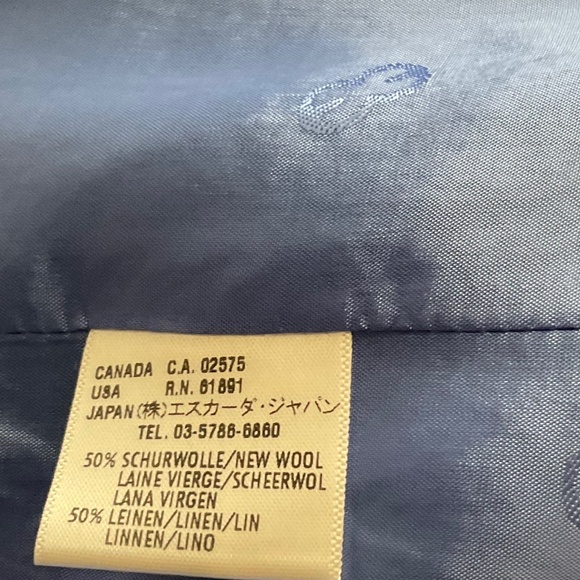 CANADA C.A. 02575
USA R.N. 61891
JAPAN (株)エスカーダ・ジャパン
TEL. 03-5786-6860
50% SCHURWOLLE/NEW WOOL
LAINE VIERGE/SCHEERWOL
LANA VIRGEN
50% LEINEN/LINEN/LIN
LINNEN/LINO